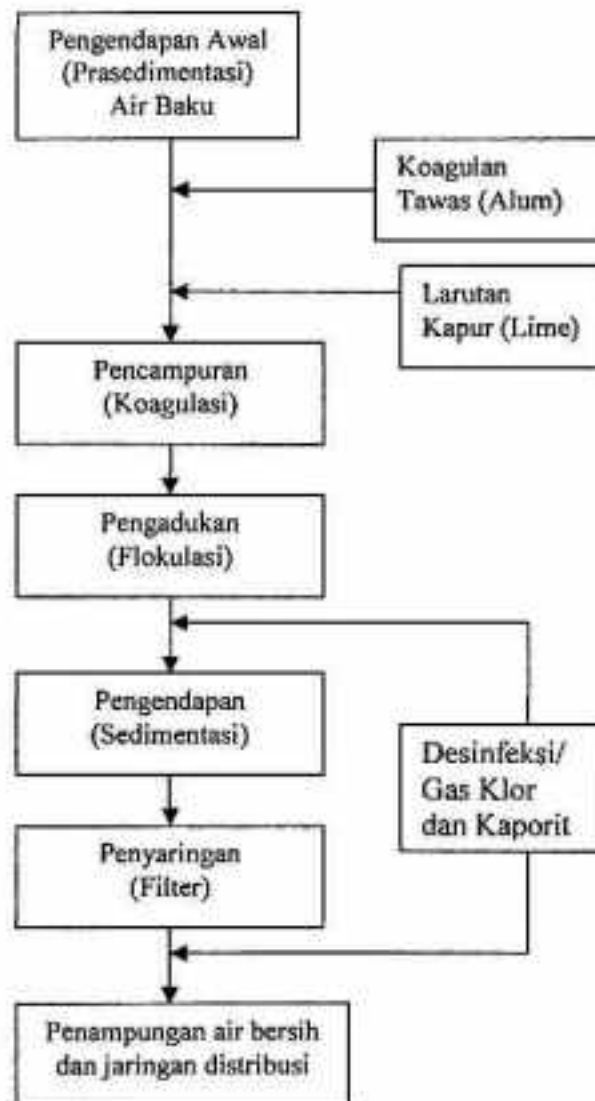 Pengendapan Awal
(Prasedimentasi)
Air Baku
Koagulan
Tawas (Alum)
Larutan
Kapur (Lime)
Pencampuran
(Koagulasi)
Pengadukan
(Flokulasi)
Pengendapan
(Sedimentasi)
Desinfeksi/
Gas Klor
dan Kaporit
Penyaringan
(Filter)
Penampungan air bersih
dan jaringan distribusi